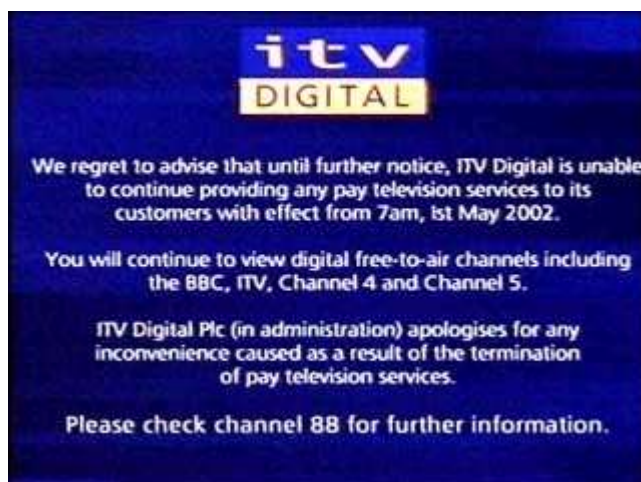 itv
DIGITAL
We regret to advise that until further notice, ITV Digital is unable
to continue providing any pay television services to its
customers with effect from 7am, 1st May 2002.
You will continue to view digital free-to-air channels including
the BBC, ITV, Channel 4 and Channel 5.
ITV Digital Plc (in administration) apologises for any
inconvenience caused as a result of the termination
of pay television services.
Please check channel 88 for further information.